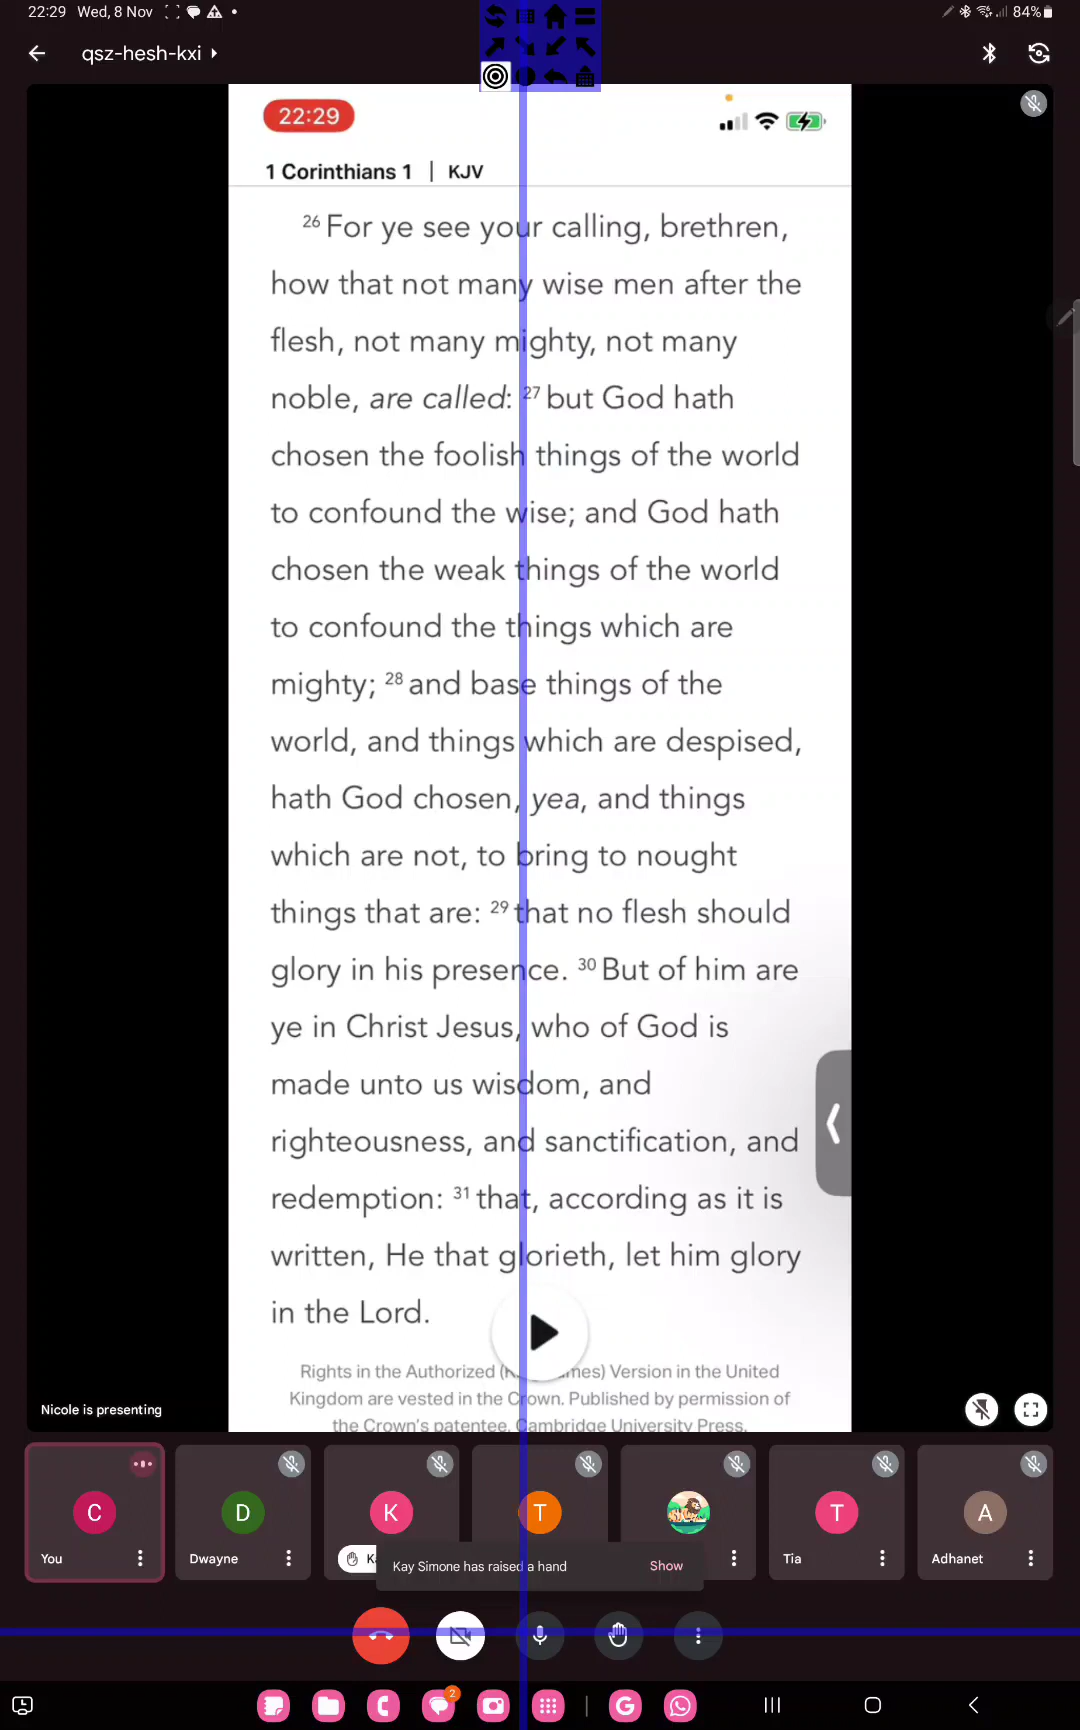 22:29 Wed, 8 Nov
84%
qsz-hesh-kxi
22:29
1 Corinthians 1 | KJV
26 For ye see your calling, brethren,
how that not many wise men after the
flesh, not many mighty, not many
noble, are called: 27 but God hath
chosen the foolish things of the world
to confound the wise; and God hath
chosen the weak things of the world
to confound the things which are
mighty; 28 and base things of the
world, and things which are despised,
hath God chosen, yea, and things
which are not, to bring to nought
things that are: 29 that no flesh should
glory in his presence. 30 But of him are
ye in Christ Jesus, who of God is
made unto us wisdom, and
righteousness, and sanctification, and
redemption: 31 that, according as it is
written, He that glorieth, let him glory
in the Lord.
Rights in the Authorized Version in the United
Kingdom are vested in the Crown. Published by permission of
the Crown's patentee, Cambridge University Press.
Nicole is presenting
C
D
K
T
T
A
You
Dwayne
Tia
Adhanet
Kay Simone has raised a hand
Show
2
G